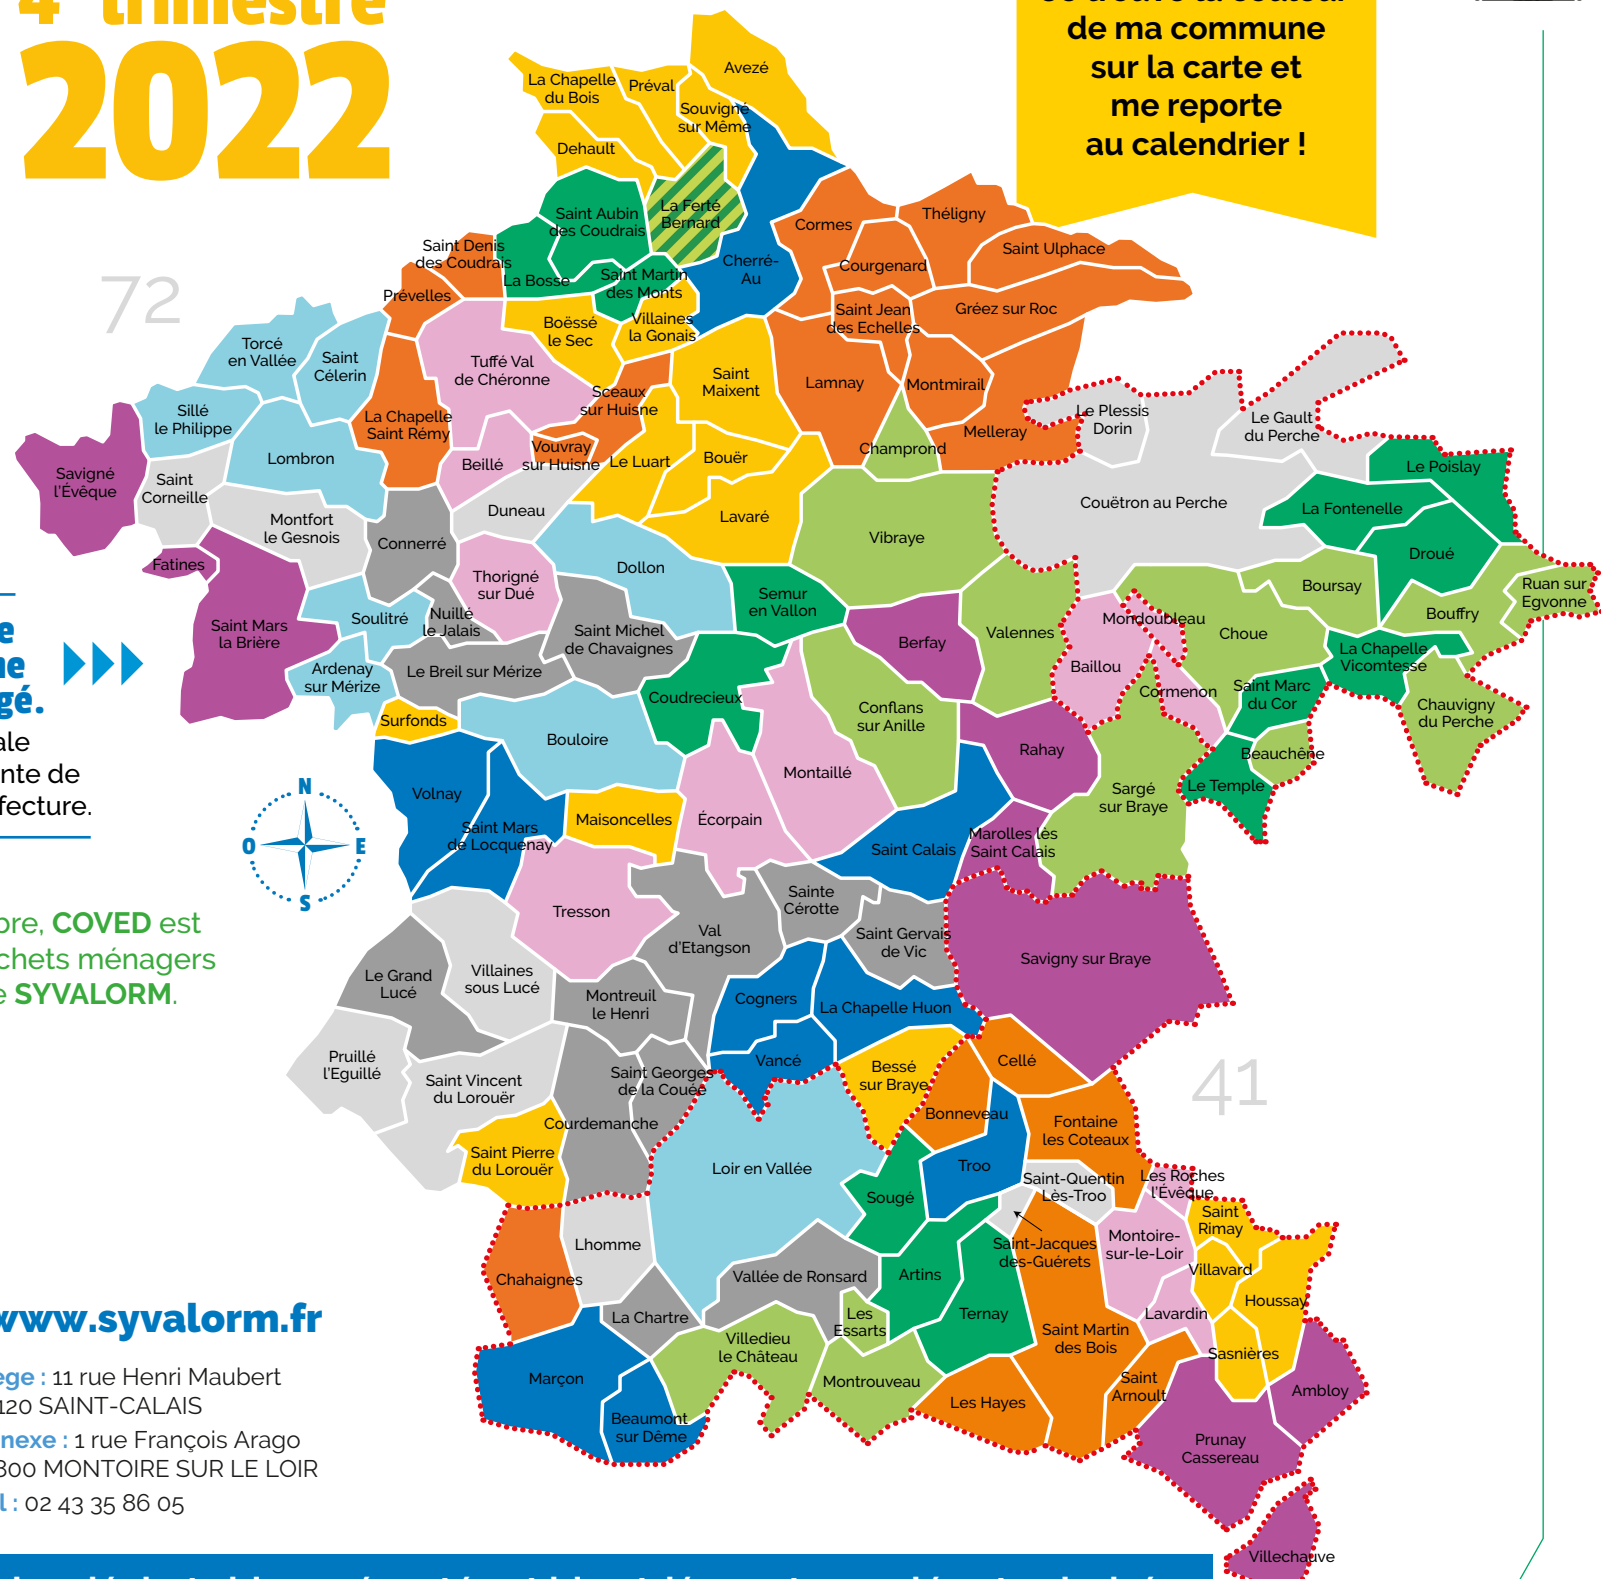 4e trimestre
2022
de ma commune
sur la carte et
me reporte
au calendrier !
72
41
Avezé
La Chapelle
du Bois
Préval
Souvigné
sur Même
Dehault
La Ferté
Bernard
Saint Aubin
des Coudrais
Cormes
Théligny
Saint Ulphace
Saint Denis
des Coudrais
La Bosse
Saint Martin
des Monts
Cherré-
Au
Courgenard
Prévelles
Boëssé
le Sec
Villaines
la Gonais
Saint Jean
des Echelles
Gréez sur Roc
Torcé
en Vallée
Saint
Célerin
Tuffé Val
de Chéronne
Saint
Maixent
Lamnay
Montmirail
Sceaux
sur Huisne
Sillé
le Philippe
La Chapelle
Saint Rémy
Melleray
Le Plessis
Dorin
Le Gault
du Perche
Champrond
Vouvray
sur Huisne
Beillé
Le Luart
Bouër
Lombron
Le Poislay
Savigné
l'Évêque
Saint
Corneille
Duneau
Lavaré
Couëtron au Perche
La Fontenelle
Montfort
le Gesnois
Connerré
Vibraye
Droué
Fatines
Dollon
Thorigné
sur Dué
Semur
en Vallon
Boursay
Ruan sur
Egvonne
Bouffry
Saint Mars
la Brière
Soulitré
Nuillé
le Jalais
Saint Michel
de Chavaignes
Berfay
Valennes
Mondoubleau
Choue
La Chapelle
Vicomtesse
Ardenay
sur Mérize
Le Breil sur Mérize
Baillou
Cormenon
Saint Marc
du Cor
Coudrecieux
Conflans
sur Anille
Chauvigny
du Perche
Surfonds
Bouloire
Rahay
Beauchêne
Montaillé
Volnay
Sargé
sur Braye
Le Temple
Maisoncelles
Écorpain
Saint Mars
de Locquenay
Saint Calais
Marolles lès
Saint Calais
Tresson
Sainte
Cérotte
Val
d'Etangson
Saint Gervais
de Vic
Savigny sur Braye
Le Grand
Lucé
Villaines
sous Lucé
Montreuil
le Henri
Cogners
La Chapelle Huon
Pruillé
l'Eguillé
Vancé
Cellé
Saint Vincent
du Lorouër
Saint Georges
de la Couée
Bessé
sur Braye
Bonneveau
Courdemanche
Fontaine
les Coteaux
Saint Pierre
du Lorouër
Loir en Vallée
Troo
Saint-Quentin
Lès-Troo
Les Roches
l'Évêque
Sougé
Saint
Rimay
Lhomme
Saint-Jacques
des-Guérets
Montoire-
sur-le-Loir
Chahaignes
Vallée de Ronsard
Artins
Villavard
La Chartre
Les
Essarts
Ternay
Lavardin
Houssay
Villedieu
le Château
Saint Martin
des Bois
Sasnières
Marçon
Montrouveau
Saint
Arnoult
Ambloy
Les Hayes
Beaumont
sur Dême
Prunay
Cassereau
Villechauve
N
O
E
S
gé.
ale
nte de
fecture.
bre, COVED est
chets ménagers
e SYVALORM.
www.syvalorm.fr
ège : 11 rue Henri Maubert
120 SAINT-CALAIS
nexe : 1 rue François Arago
800 MONTOIRE SUR LE LOIR
l : 02 43 35 86 05